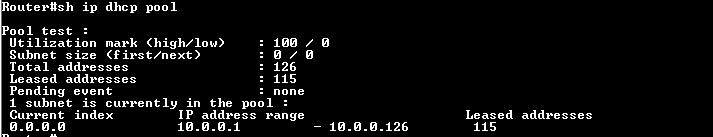 Router#sh ip dhcp pool
Pool test :
Utilization mark (high/low) : 100 / 0
Subnet size (first/next) : 0 / 0
Total addresses : 126
Leased addresses : 115
Pending event : none
1 subnet is currently in the pool :
Current index IP address range Leased addresses
0.0.0.0 10.0.0.1 - 10.0.0.126 115
Router#